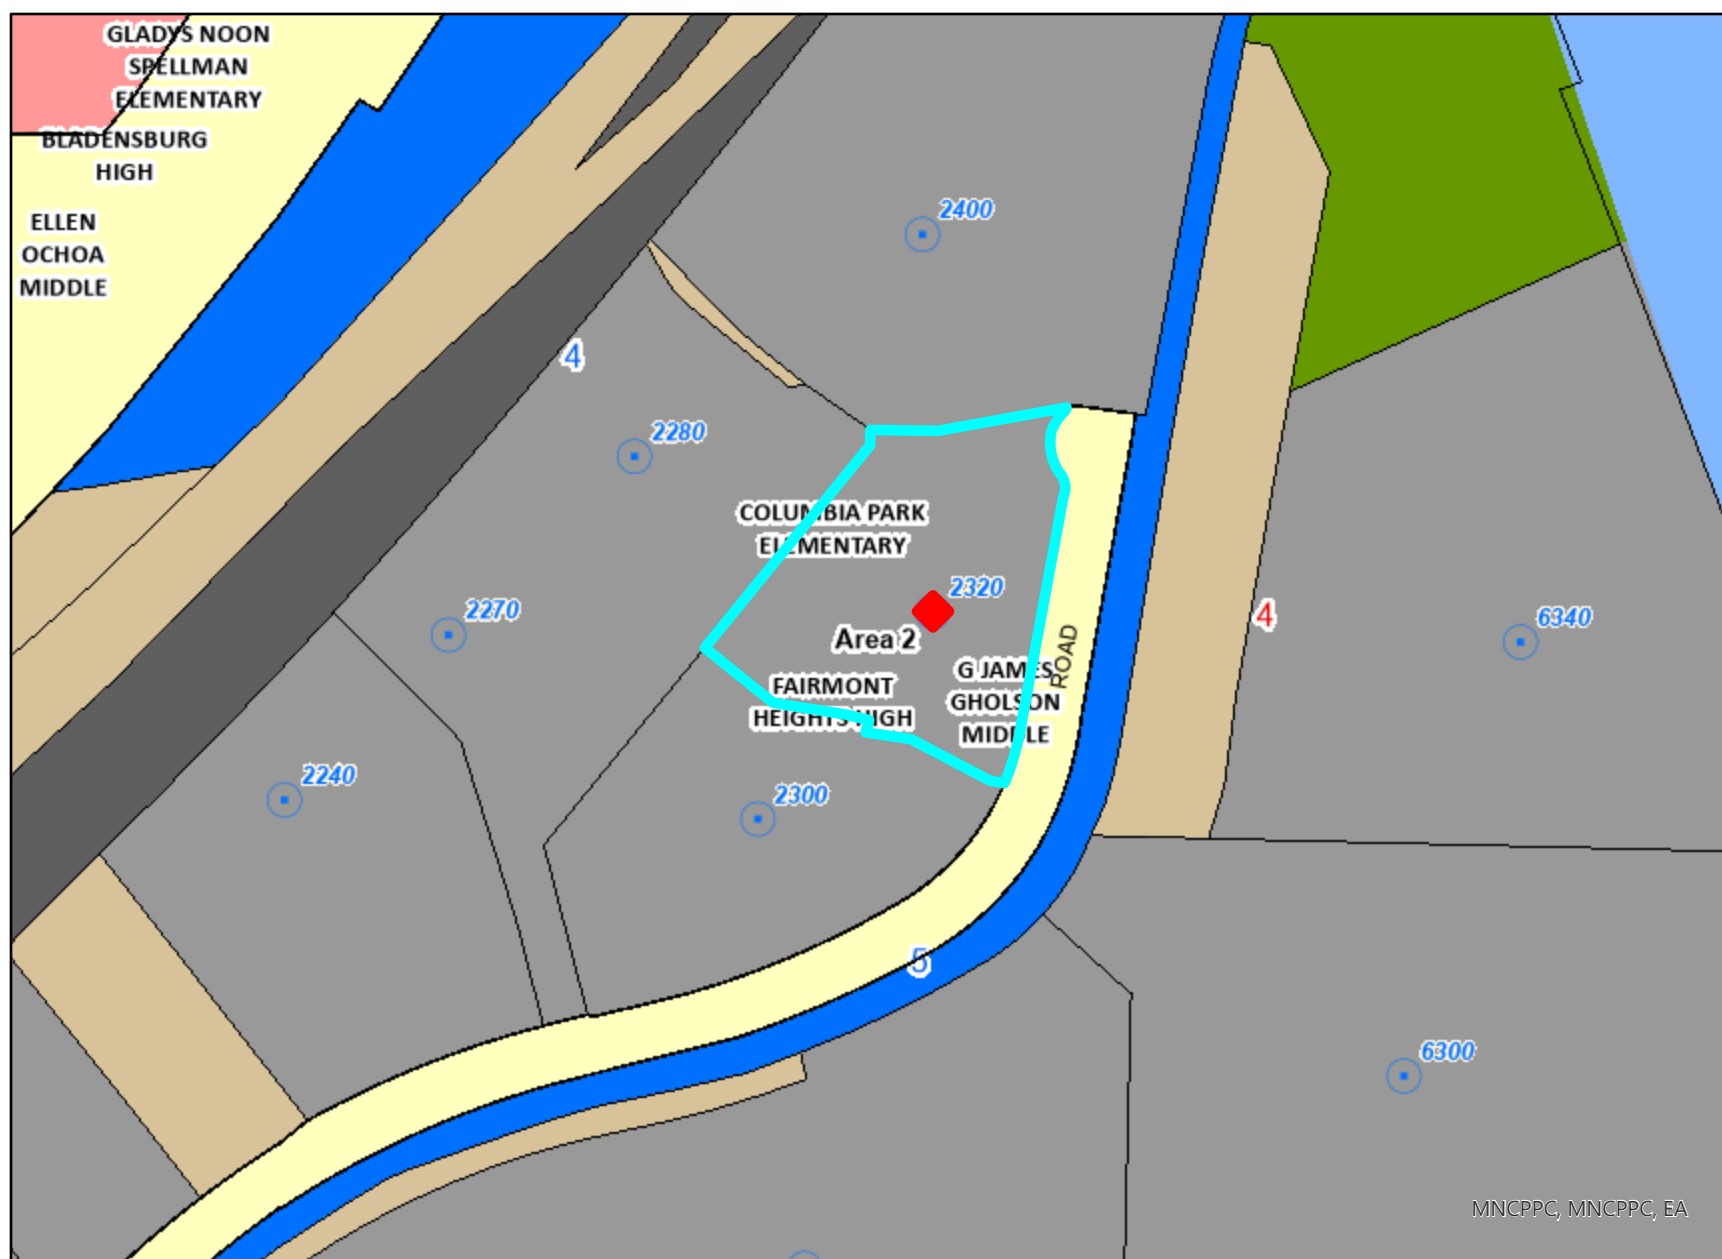 GLADYS NOON
SPELLMAN
ELEMENTARY
BLADENSBURG
HIGH
ELLEN
OCHOA
MIDDLE
2400
4
2280
COLUMBIA PARK
ELEMENTARY
2320
2270
4
6340
Area 2
ROAD
G JAMES
GHOLSON
MIDDLE
FAIRMONT
HEIGHTS HIGH
2240
2300
5
6300
MNCPPC, MNCPPC, EA